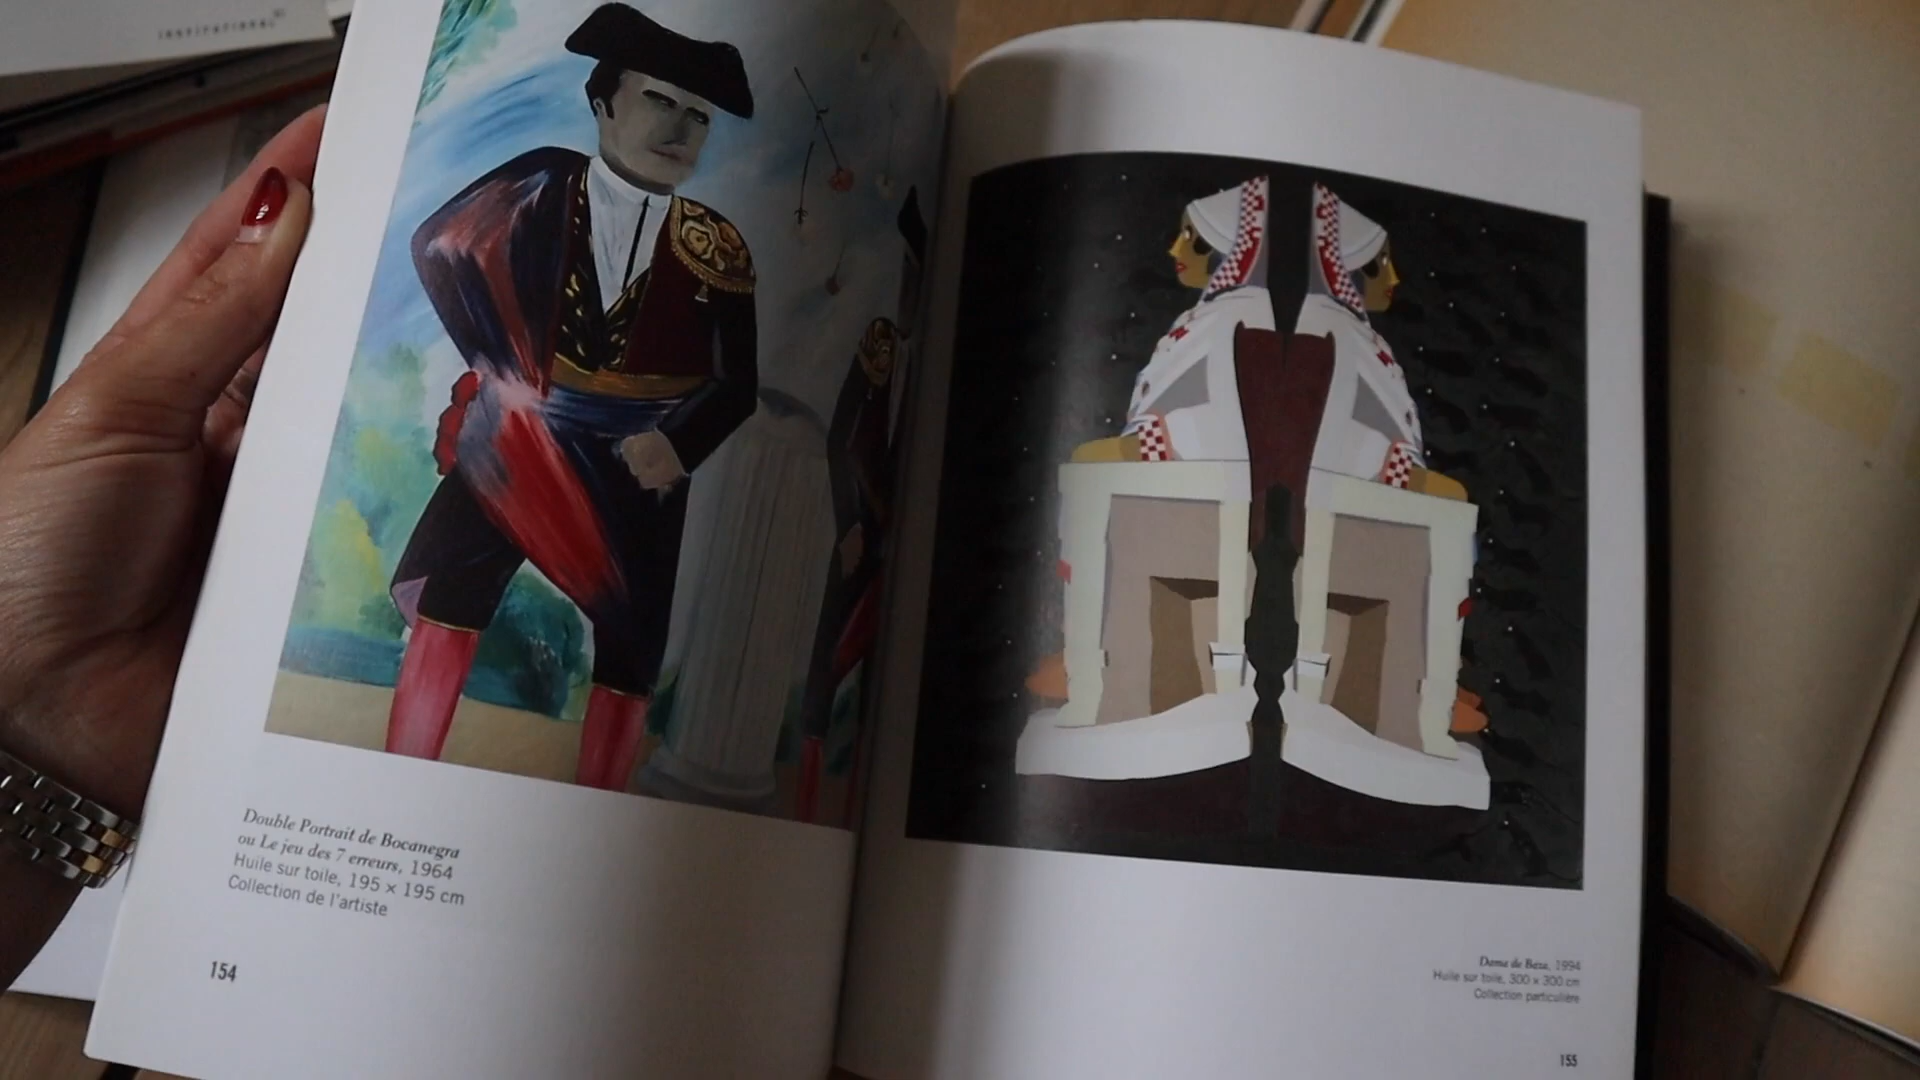 institutional
Double Portrait de Bocanegra
ou Le jeu des 7 erreurs, 1964
Huile sur toile, 195 × 195 cm
Collection de l'artiste
154
Dama de Baza, 1994
Huile sur toile, 300 × 300 cm
Collection particulière
155